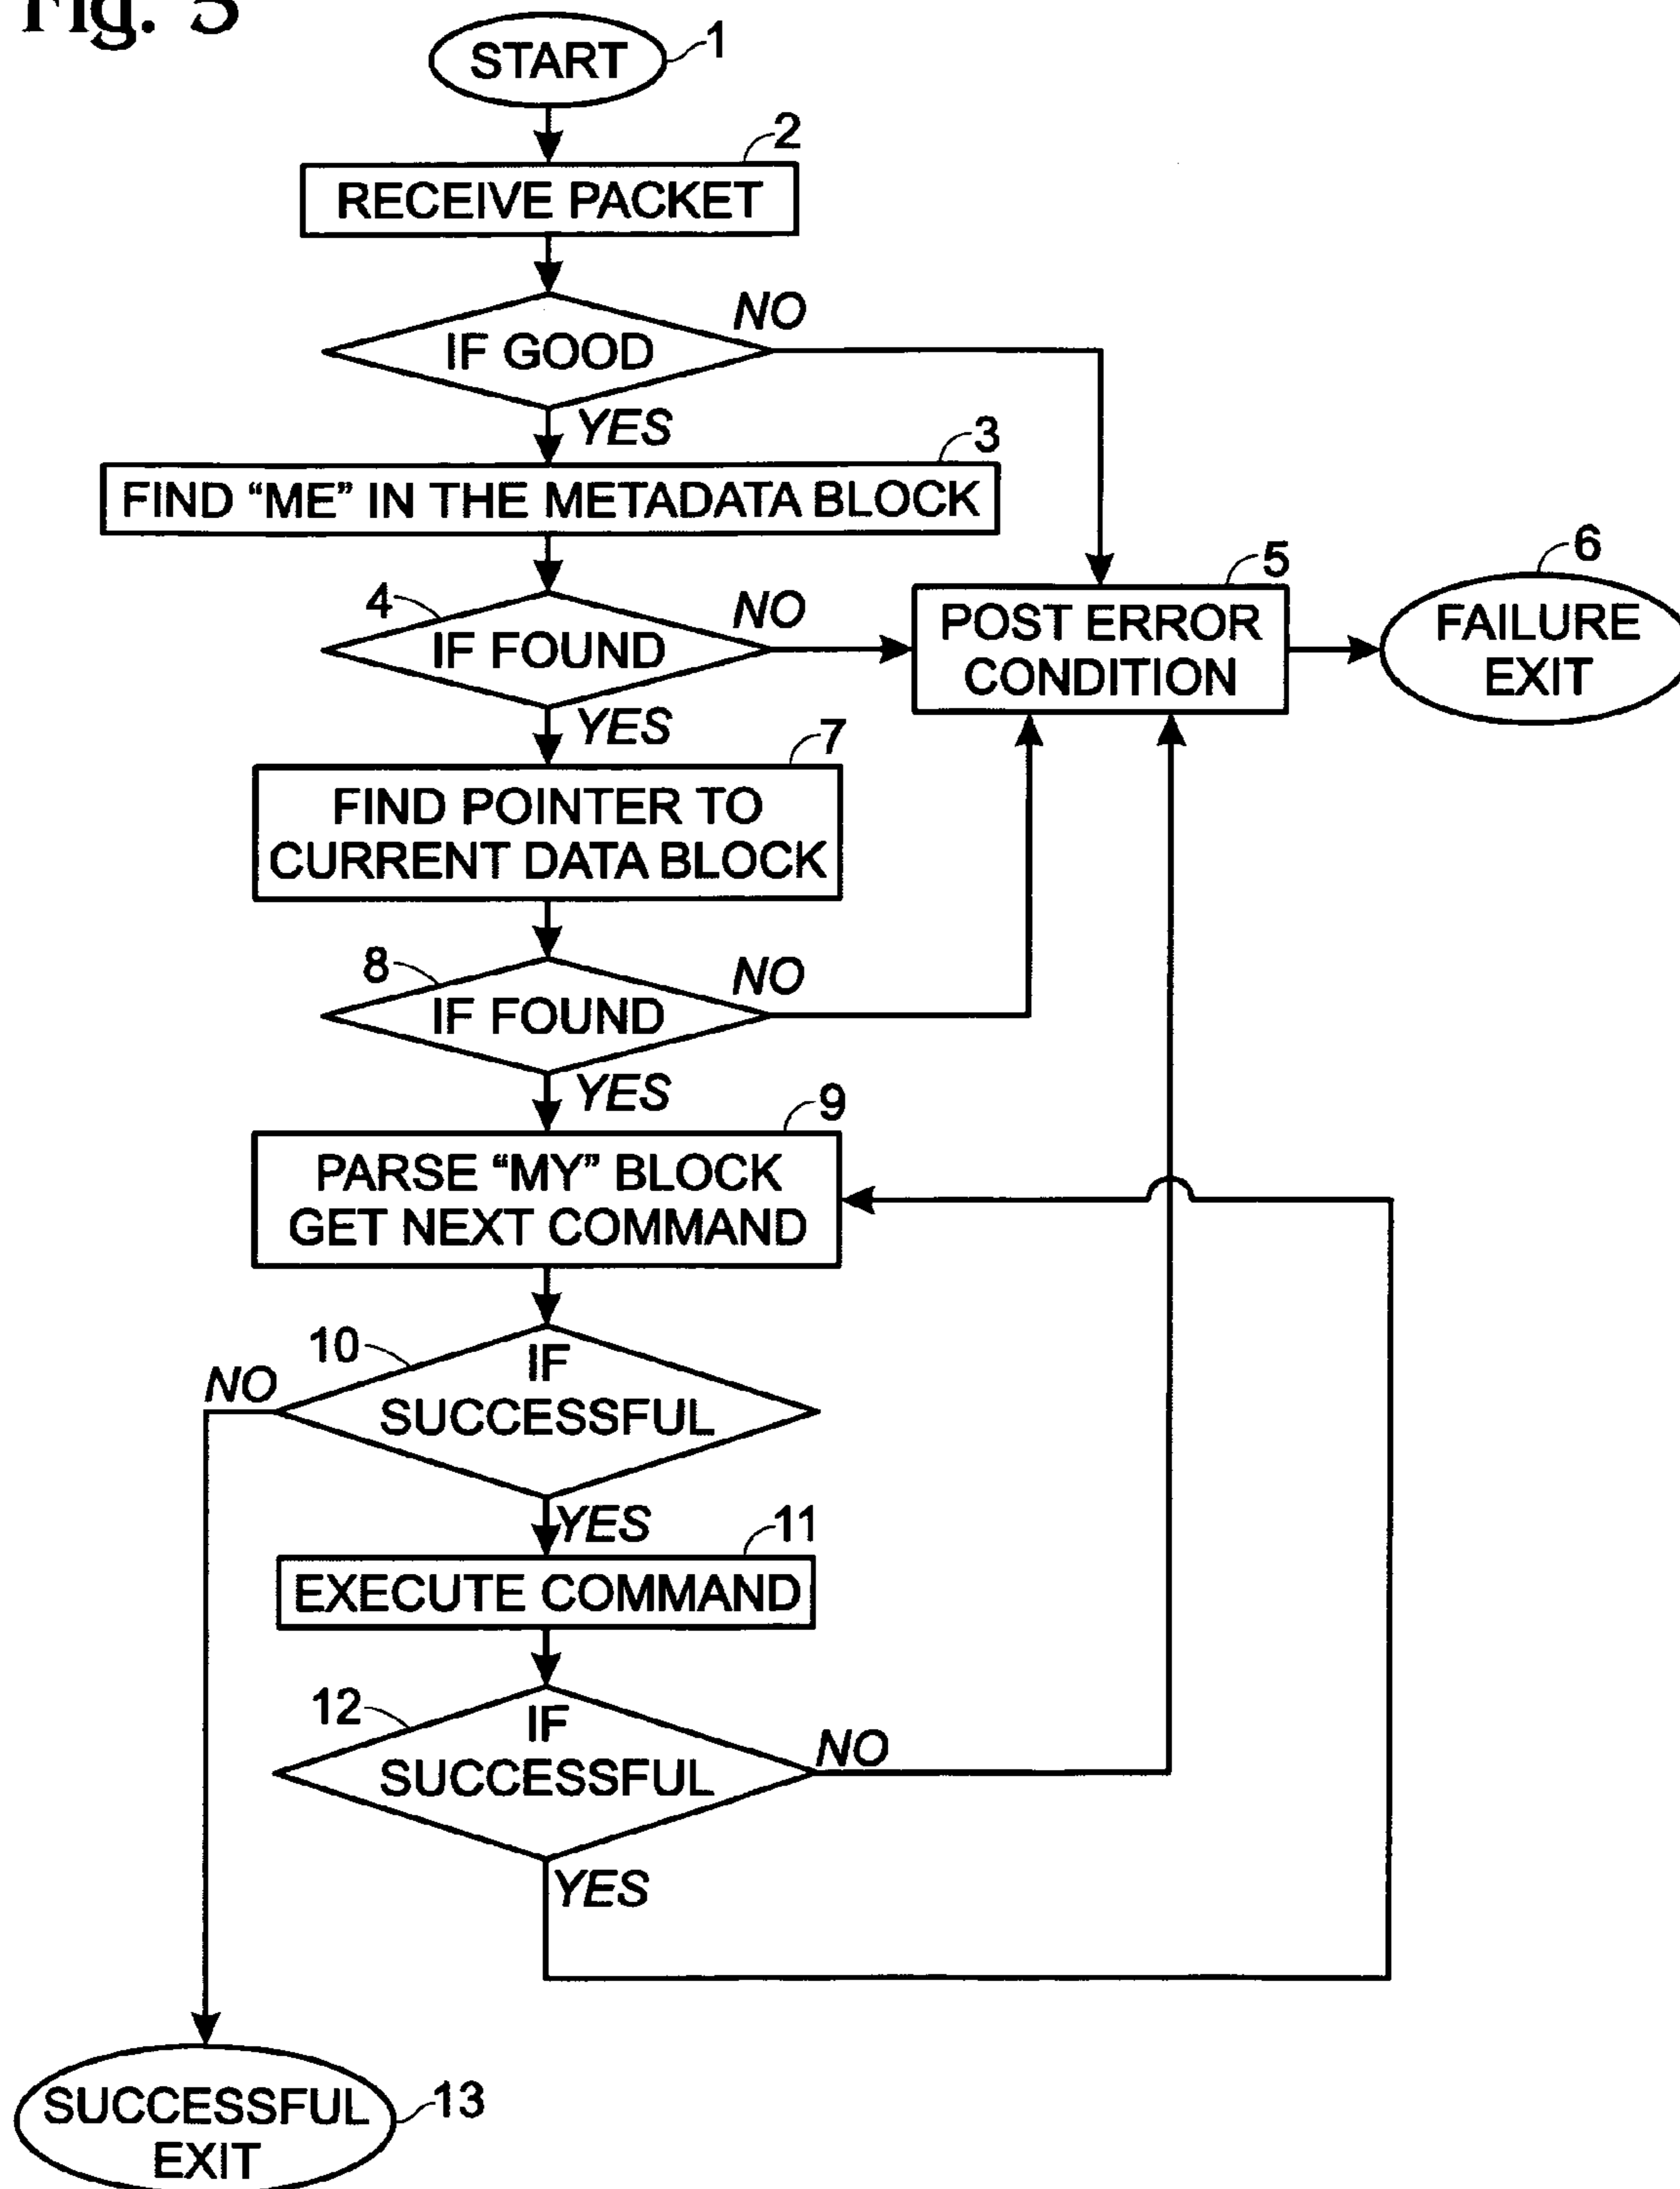 Fig. 5
START
1
2
RECEIVE PACKET
IF GOOD
NO
YES
3
FIND “ME” IN THE METADATA BLOCK
4
IF FOUND
NO
5
POST ERROR
CONDITION
6
FAILURE
EXIT
YES
7
FIND POINTER TO
CURRENT DATA BLOCK
8
IF FOUND
NO
YES
9
PARSE “MY” BLOCK
GET NEXT COMMAND
10
IF
SUCCESSFUL
NO
YES
11
EXECUTE COMMAND
12
IF
SUCCESSFUL
NO
YES
SUCCESSFUL
EXIT
13